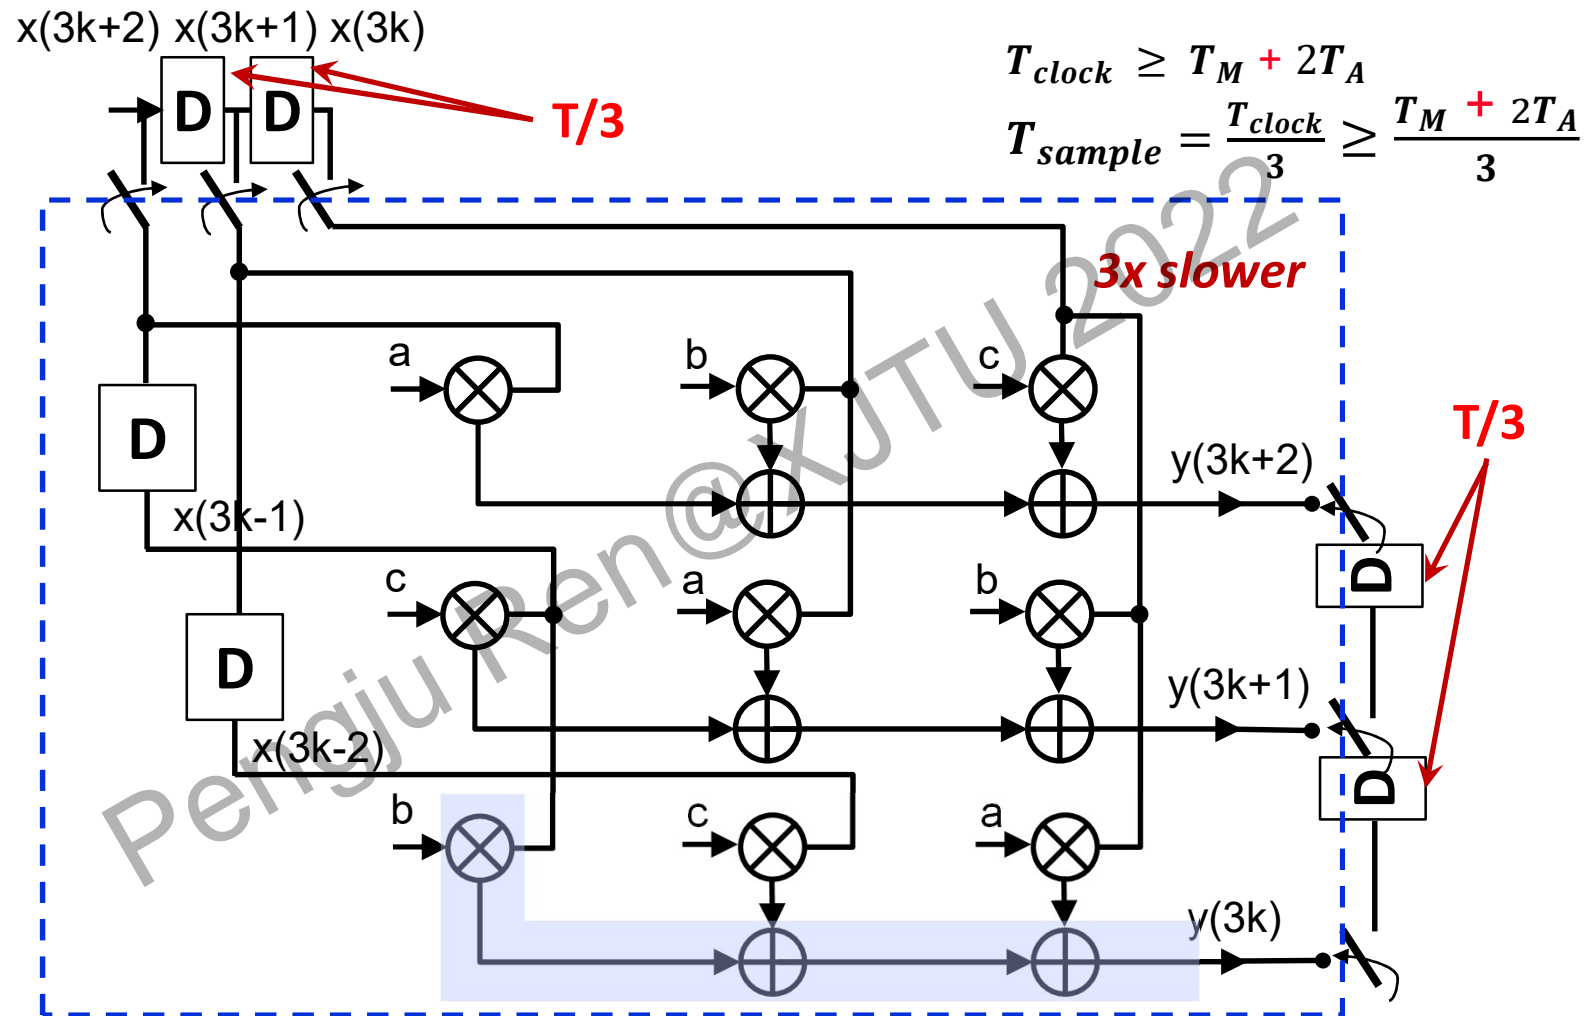 x(3k+2) x(3k+1) x(3k)
D D
T/3
T_clock ≥ T_M + 2T_A
T_sample = T_clock/3 ≥ (T_M + 2T_A)/3
3x slower
a b c
D
T/3
y(3k+2)
x(3k-1)
D
c a b
D
y(3k+1)
x(3k-2)
D
b c a
y(3k)
Pengju Ren@XJTU 2022